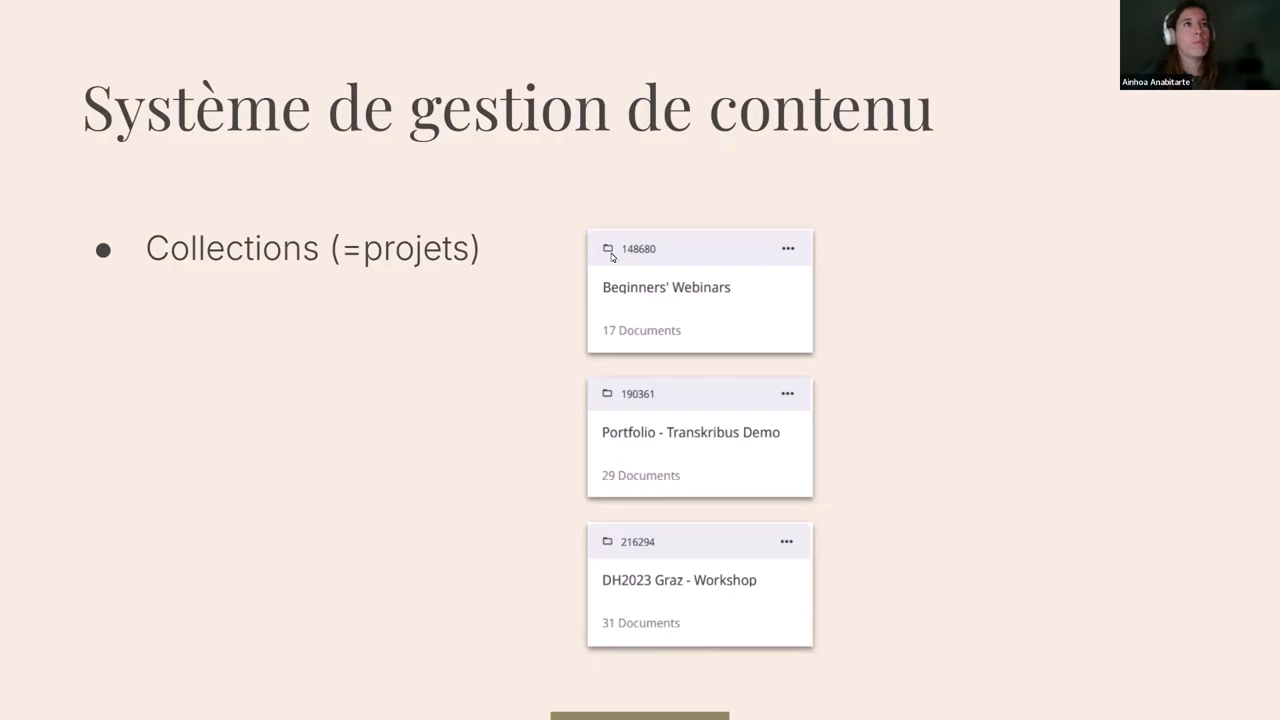 Ainhoa Anabitarte
Système de gestion de contenu
● Collections (=projets)
148680 •••
Beginners' Webinars
17 Documents
190361 •••
Portfolio - Transkribus Demo
29 Documents
216294 •••
DH2023 Graz - Workshop
31 Documents